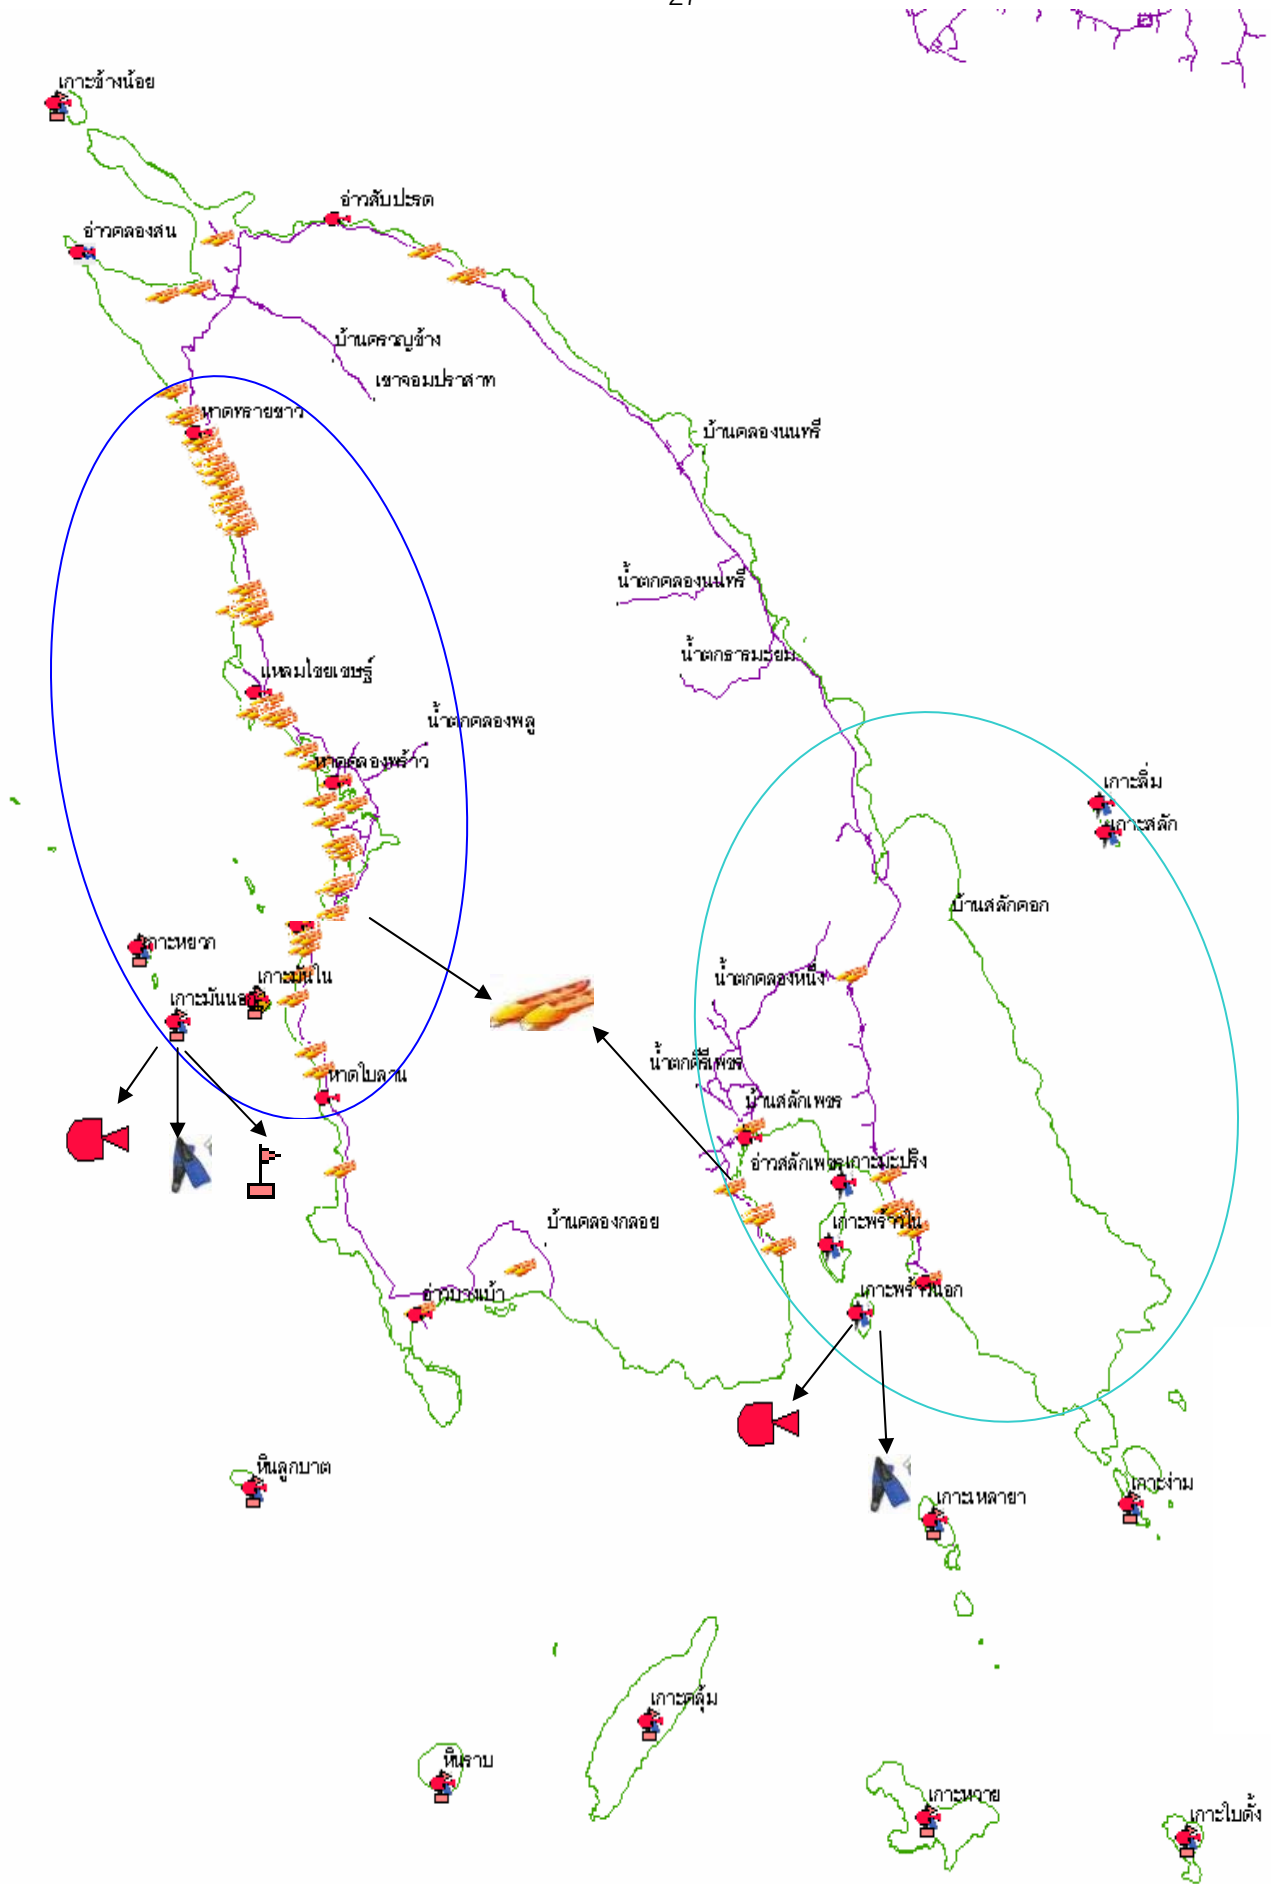 27
เกาะช้างน้อย
อ่าวสับปะรด
อ่าวคลองสน
บ้านควาญช้าง
เขาจอมปราสาท
หาดทรายขาว
บ้านคลองนนทรี
น้ำตกคลองนนทรี
น้ำตกธารมะยม
แหลมไชยเชษฐ์
น้ำตกคลองพลู
หาดคลองพร้าว
เกาะลิ่ม
เกาะสลัก
บ้านสลักคอก
เกาะหยวก
เกาะมันใน
น้ำตกคลองหนึ่ง
เกาะมันนอก
น้ำตกคีรีเพชร
หาดใบลาน
บ้านสลักเพชร
อ่าวสลักเพชร
เกาะมะปริง
บ้านคลองกลอย
เกาะพร้าวใน
อ่าวบางเบ้า
เกาะพร้าวนอก
หินลูกบาต
เกาะง่าม
เกาะเหลายา
เกาะคลุ้ม
หินราบ
เกาะหวาย
เกาะใบดั้ง